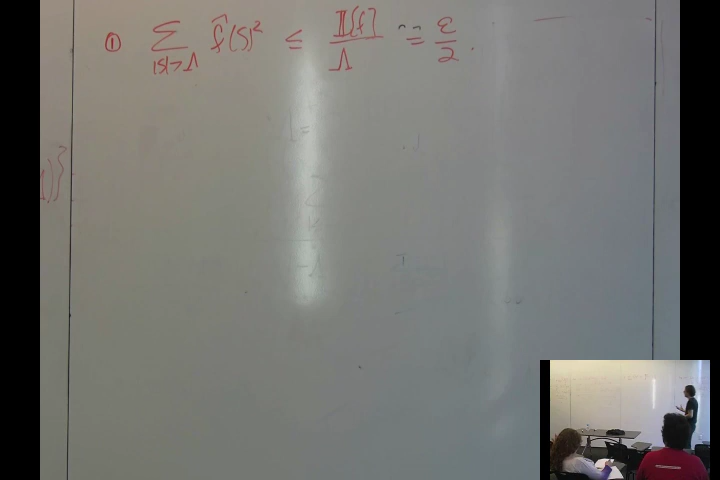 ① Σ_{|S|>Λ} f̂(S)² ≤ 𝕀[f]/Λ = ε/2.